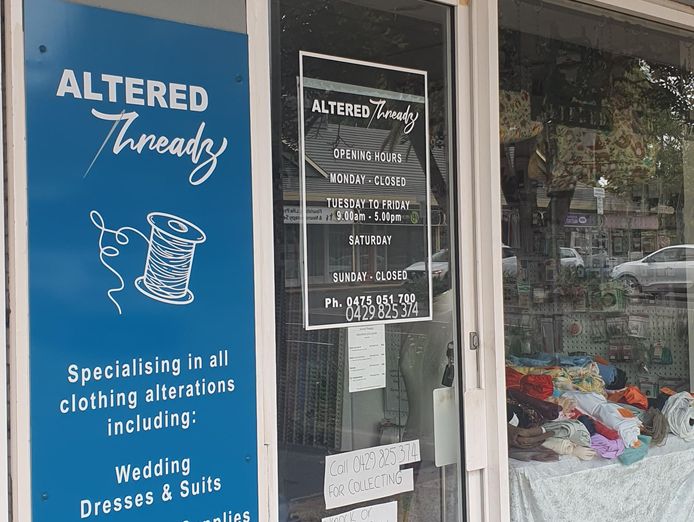 ALTERED
Threadz
Specialising in all
clothing alterations
including:
Wedding
Dresses & Suits
Supplies
ALTERED Threadz
OPENING HOURS
MONDAY - CLOSED
TUESDAY TO FRIDAY
9.00am - 5.00pm
SATURDAY
SUNDAY - CLOSED
Ph. 0475 051 700
0429 825 374
Call 0429 825 374
FOR COLLECTING